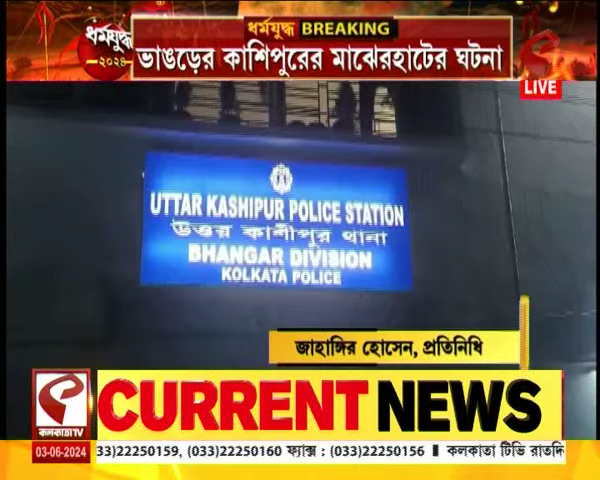 ধর্মযুদ্ধ
২০২৪
ধর্মযুদ্ধ BREAKING
ভাঙড়ের কাশিপুরের মাঝেরহাটের ঘটনা
LIVE
UTTAR KASHIPUR POLICE STATION
উত্তর কাশীপুর থানা
BHANGAR DIVISION
KOLKATA POLICE
জাহাঙ্গির হোসেন, প্রতিনিধি
কলকাতা TV
CURRENT NEWS
03-06-2024
33)22250159, (033)22250160 ফ্যাক্স : (033)22250156 ▮ কলকাতা টিভি রাতদি